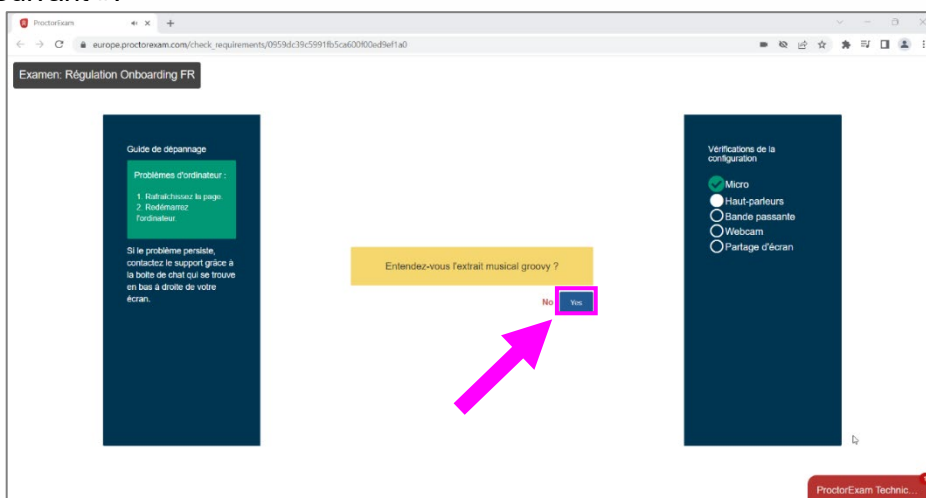 ProctorExam
europe.proctorexam.com/check_requirements/0959dc39c5991fb5ca600f00ed9ef1a0
Examen: Régulation Onboarding FR
Guide de dépannage
Problèmes d'ordinateur :
1. Rafraîchissez la page.
2. Redémarrez
l'ordinateur.
Si le problème persiste,
contactez le support grâce à
la boîte de chat qui se trouve
en bas à droite de votre
écran.
Entendez-vous l'extrait musical groovy ?
No
Yes
Vérifications de la
configuration
Micro
Haut-parleurs
Bande passante
Webcam
Partage d'écran
ProctorExam Technic...